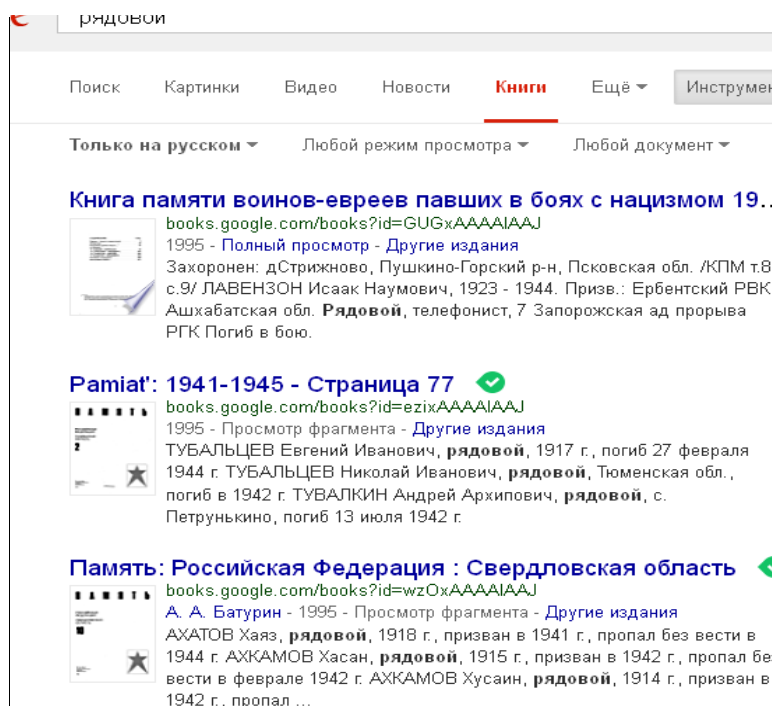 рядовой
Поиск Картинки Видео Новости Книги Ещё Инструмен
Только на русском Любой режим просмотра Любой документ
Книга памяти воинов-евреев павших в боях с нацизмом 19...
books.google.com/books?id=GUGxAAAAIAAJ
1995 - Полный просмотр - Другие издания
Захоронен: дСтрижново, Пушкино-Горский р-н, Псковская обл. /КПМ т.8
с.9/ ЛАВЕНЗОН Исаак Наумович, 1923 - 1944. Призв.: Ербентский РВК
Ашхабатская обл. Рядовой, телефонист, 7 Запорожская ад прорыва
РГК Погиб в бою.
Pamiat': 1941-1945 - Страница 77
books.google.com/books?id=ezixAAAAIAAJ
1995 - Просмотр фрагмента - Другие издания
ТУБАЛЬЦЕВ Евгений Иванович, рядовой, 1917 г., погиб 27 февраля
1944 г. ТУБАЛЬЦЕВ Николай Иванович, рядовой, Тюменская обл.,
погиб в 1942 г. ТУВАЛКИН Андрей Архипович, рядовой, с.
Петрунькино, погиб 13 июля 1942 г.
ПАМЯТЬ
2
Память: Российская Федерация : Свердловская область
books.google.com/books?id=wzOxAAAAIAAJ
А. А. Батурин - 1995 - Просмотр фрагмента - Другие издания
АХАТОВ Хаяз, рядовой, 1918 г., призван в 1941 г., пропал без вести в
1944 г. АХКАМОВ Хасан, рядовой, 1915 г., призван в 1942 г., пропал без
вести в феврале 1942 г. АХКАМОВ Хусаин, рядовой, 1914 г., призван в
1942 г., пропал ...
ПАМЯТЬ